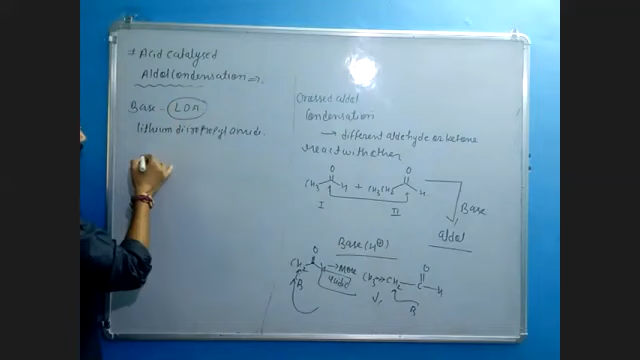 * Acid catalysed
Aldol Condensation ⇒
Base - LDA
lithium diisopropyl amide.
Crossed aldol
Condensation
→ different aldehyde or ketone
react with other
O O
CH₃ H + CH₃CH₂ H
I II
Base
aldol
Base (H⊕)
O
CH₂ H → More
acidic
O
CH₃ CH₂ C H
B
B